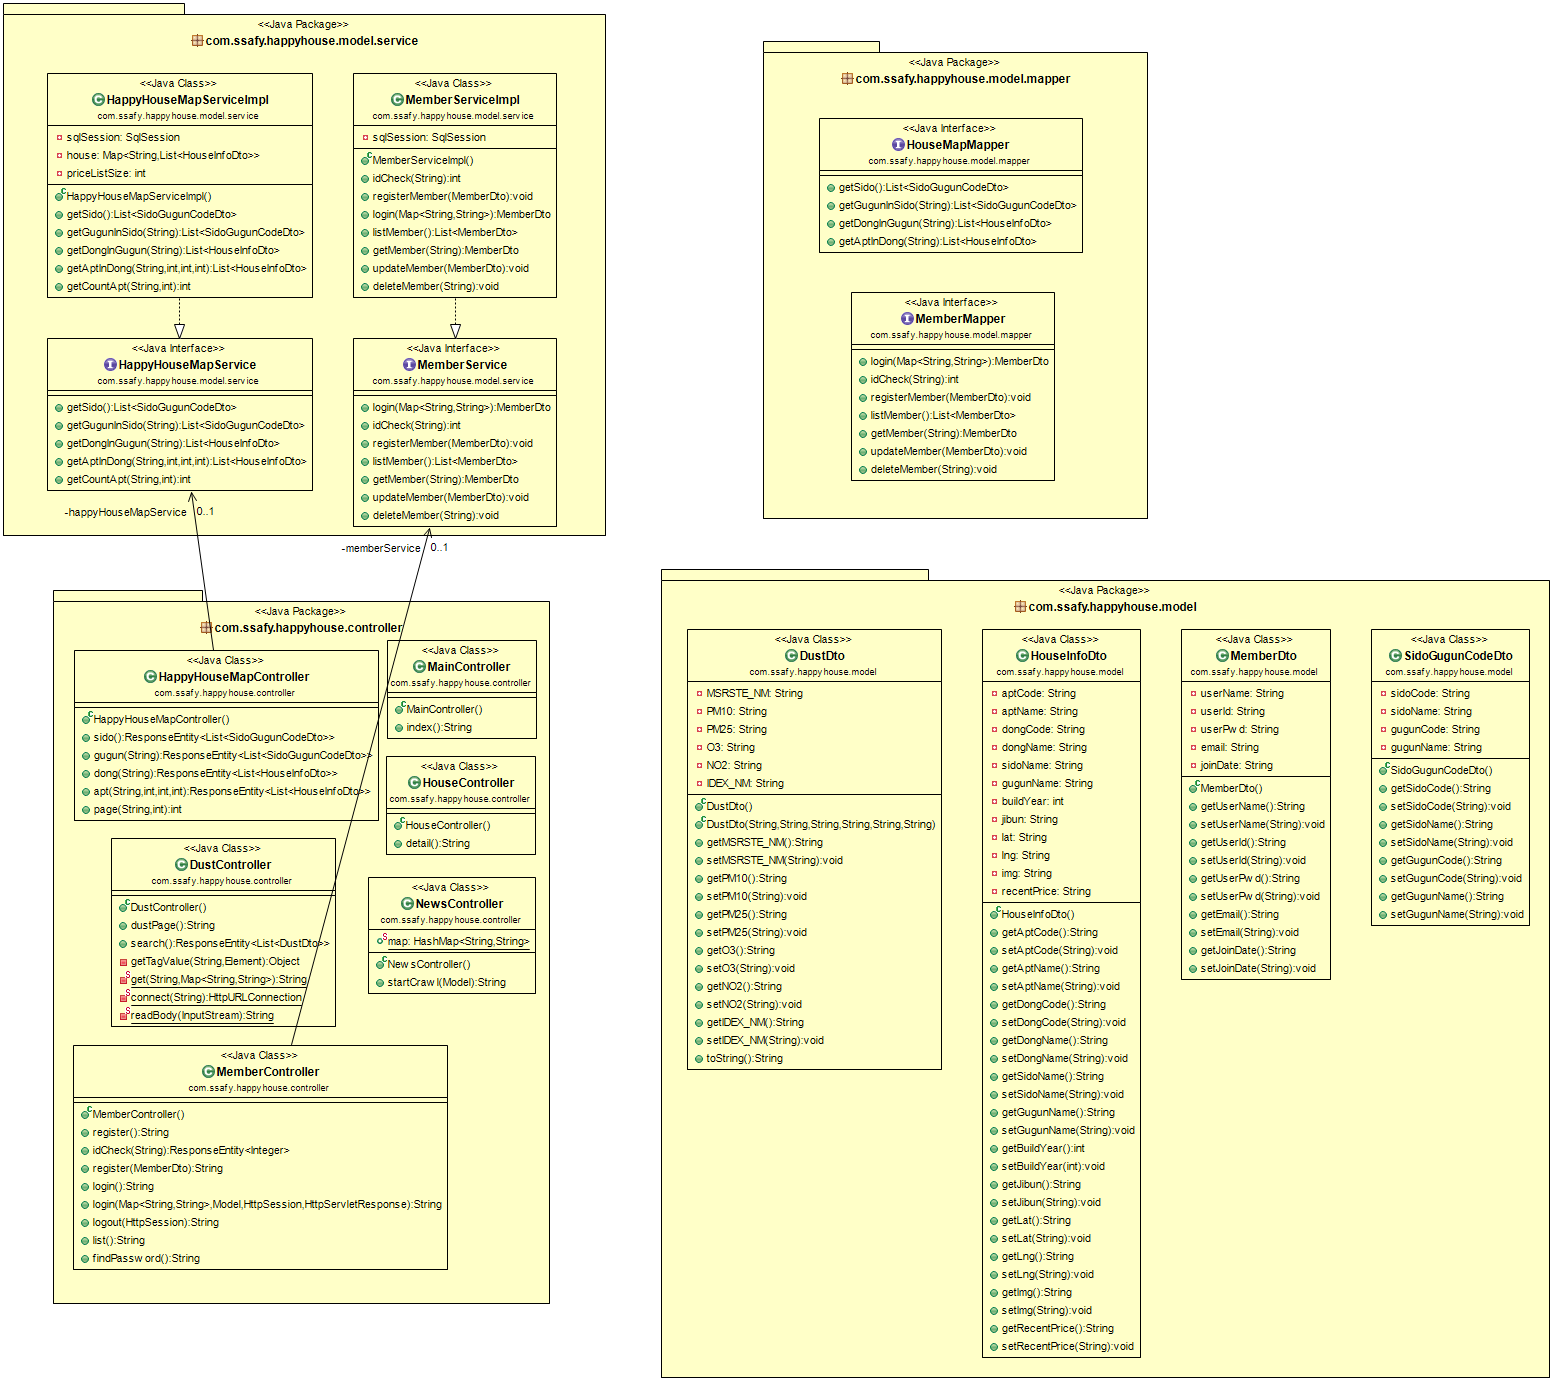 <<Java Package>>
com.ssafy.happyhouse.model.service
<<Java Class>>
HappyHouseMapServiceImpl
com.ssafy.happyhouse.model.service
sqlSession: SqlSession
house: Map<String,List<HouseInfoDto>>
priceListSize: int
HappyHouseMapServiceImpl()
getSido():List<SidoGugunCodeDto>
getGugunInSido(String):List<SidoGugunCodeDto>
getDongInGugun(String):List<HouseInfoDto>
getAptInDong(String,int,int,int):List<HouseInfoDto>
getCountApt(String,int):int
<<Java Class>>
MemberServiceImpl
com.ssafy.happyhouse.model.service
sqlSession: SqlSession
MemberServiceImpl()
idCheck(String):int
registerMember(MemberDto):void
login(Map<String,String>):MemberDto
listMember():List<MemberDto>
getMember(String):MemberDto
updateMember(MemberDto):void
deleteMember(String):void
<<Java Interface>>
HappyHouseMapService
com.ssafy.happyhouse.model.service
getSido():List<SidoGugunCodeDto>
getGugunInSido(String):List<SidoGugunCodeDto>
getDongInGugun(String):List<HouseInfoDto>
getAptInDong(String,int,int,int):List<HouseInfoDto>
getCountApt(String,int):int
<<Java Interface>>
MemberService
com.ssafy.happyhouse.model.service
login(Map<String,String>):MemberDto
idCheck(String):int
registerMember(MemberDto):void
listMember():List<MemberDto>
getMember(String):MemberDto
updateMember(MemberDto):void
deleteMember(String):void
-happyHouseMapService 0..1
-memberService 0..1
<<Java Package>>
com.ssafy.happyhouse.model.mapper
<<Java Interface>>
HouseMapMapper
com.ssafy.happyhouse.model.mapper
getSido():List<SidoGugunCodeDto>
getGugunInSido(String):List<SidoGugunCodeDto>
getDongInGugun(String):List<HouseInfoDto>
getAptInDong(String):List<HouseInfoDto>
<<Java Interface>>
MemberMapper
com.ssafy.happyhouse.model.mapper
login(Map<String,String>):MemberDto
idCheck(String):int
registerMember(MemberDto):void
listMember():List<MemberDto>
getMember(String):MemberDto
updateMember(MemberDto):void
deleteMember(String):void
<<Java Package>>
com.ssafy.happyhouse.controller
<<Java Class>>
HappyHouseMapController
com.ssafy.happyhouse.controller
HappyHouseMapController()
sido():ResponseEntity<List<SidoGugunCodeDto>>
gugun(String):ResponseEntity<List<SidoGugunCodeDto>>
dong(String):ResponseEntity<List<HouseInfoDto>>
apt(String,int,int,int):ResponseEntity<List<HouseInfoDto>>
page(String,int):int
<<Java Class>>
MainController
com.ssafy.happyhouse.controller
MainController()
index():String
<<Java Class>>
HouseController
com.ssafy.happyhouse.controller
HouseController()
detail():String
<<Java Class>>
DustController
com.ssafy.happyhouse.controller
DustController()
dustPage():String
search():ResponseEntity<List<DustDto>>
getTagValue(String,Element):Object
get(String,Map<String,String>):String
connect(String):HttpURLConnection
readBody(InputStream):String
<<Java Class>>
NewsController
com.ssafy.happyhouse.controller
map: HashMap<String,String>
NewsController()
startCrawl(Model):String
<<Java Class>>
MemberController
com.ssafy.happyhouse.controller
MemberController()
register():String
idCheck(String):ResponseEntity<Integer>
register(MemberDto):String
login():String
login(Map<String,String>,Model,HttpSession,HttpServletResponse):String
logout(HttpSession):String
list():String
findPassword():String
<<Java Package>>
com.ssafy.happyhouse.model
<<Java Class>>
DustDto
com.ssafy.happyhouse.model
MSRSTE_NM: String
PM10: String
PM25: String
O3: String
NO2: String
IDEX_NM: String
DustDto()
DustDto(String,String,String,String,String,String)
getMSRSTE_NM():String
setMSRSTE_NM(String):void
getPM10():String
setPM10(String):void
getPM25():String
setPM25(String):void
getO3():String
setO3(String):void
getNO2():String
setNO2(String):void
getIDEX_NM():String
setIDEX_NM(String):void
toString():String
<<Java Class>>
HouseInfoDto
com.ssafy.happyhouse.model
aptCode: String
aptName: String
dongCode: String
dongName: String
sidoName: String
gugunName: String
buildYear: int
jibun: String
lat: String
lng: String
img: String
recentPrice: String
HouseInfoDto()
getAptCode():String
setAptCode(String):void
getAptName():String
setAptName(String):void
getDongCode():String
setDongCode(String):void
getDongName():String
setDongName(String):void
getSidoName():String
setSidoName(String):void
getGugunName():String
setGugunName(String):void
getBuildYear():int
setBuildYear(int):void
getJibun():String
setJibun(String):void
getLat():String
setLat(String):void
getLng():String
setLng(String):void
getImg():String
setImg(String):void
getRecentPrice():String
setRecentPrice(String):void
<<Java Class>>
MemberDto
com.ssafy.happyhouse.model
userName: String
userId: String
userPwd: String
email: String
joinDate: String
MemberDto()
getUserName():String
setUserName(String):void
getUserId():String
setUserId(String):void
getUserPwd():String
setUserPwd(String):void
getEmail():String
setEmail(String):void
getJoinDate():String
setJoinDate(String):void
<<Java Class>>
SidoGugunCodeDto
com.ssafy.happyhouse.model
sidoCode: String
sidoName: String
gugunCode: String
gugunName: String
SidoGugunCodeDto()
getSidoCode():String
setSidoCode(String):void
getSidoName():String
setSidoName(String):void
getGugunCode():String
setGugunCode(String):void
getGugunName():String
setGugunName(String):void